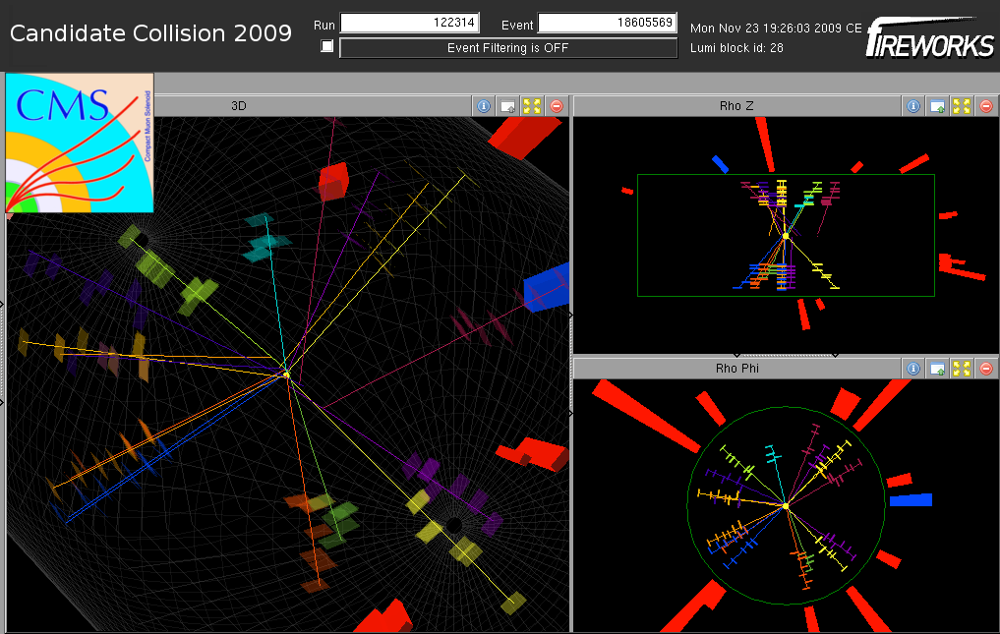 Candidate Collision 2009
Run 122314 Event 18605569
Event Filtering is OFF
Mon Nov 23 19:26:03 2009 CE
Lumi block id: 28
FIREWORKS
CMS
Compact Muon Solenoid
3D
Rho Z
Rho Phi